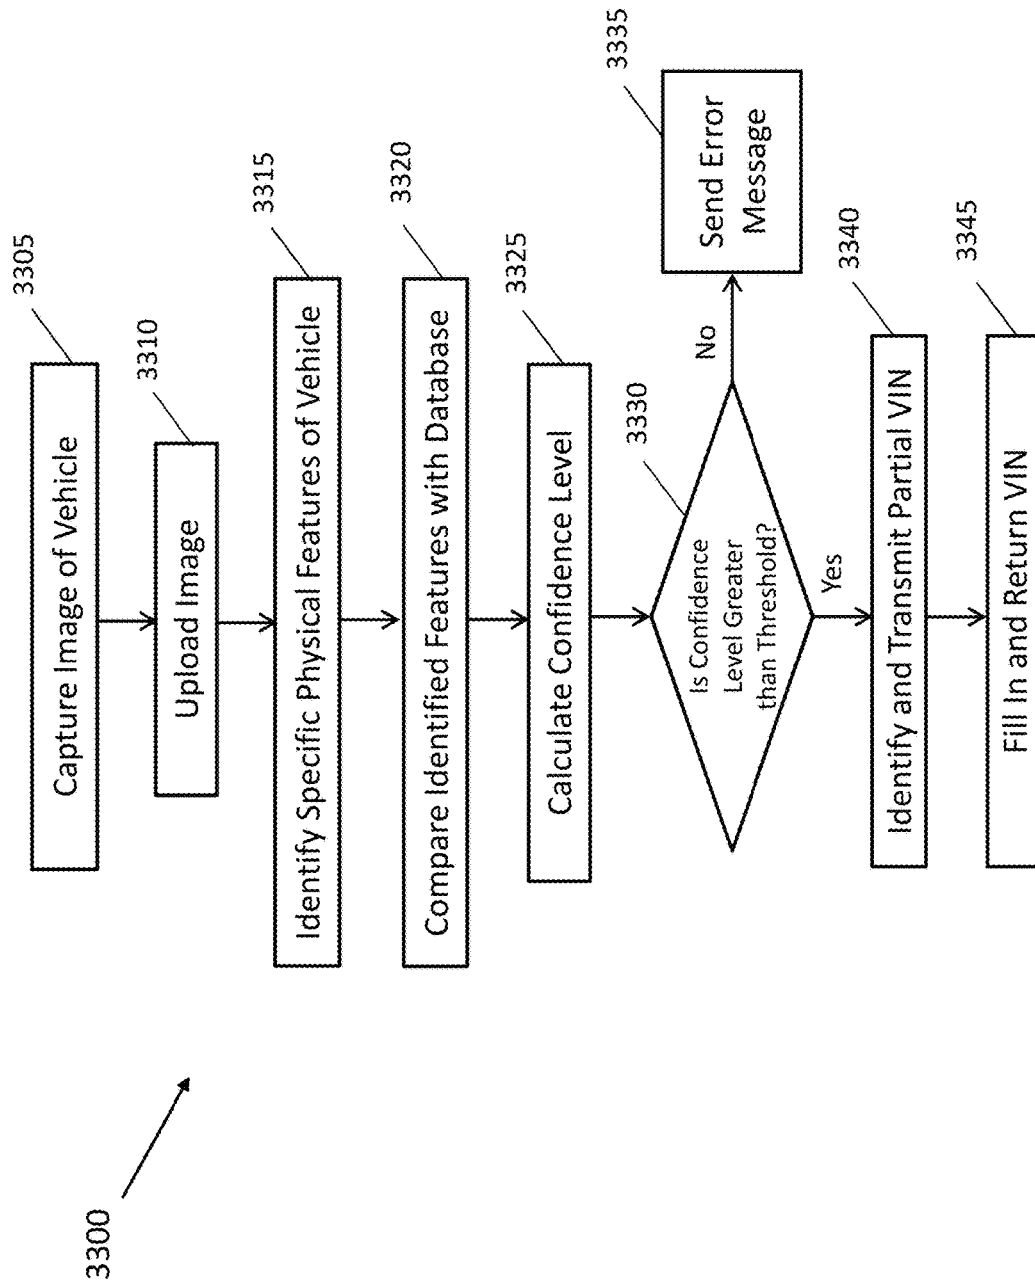 3300
Capture Image of Vehicle
3305
Upload Image
3310
Identify Specific Physical Features of Vehicle
3315
Compare Identified Features with Database
3320
Calculate Confidence Level
3325
Is Confidence
Level Greater
than Threshold?
3330
No
Send Error
Message
3335
Yes
Identify and Transmit Partial VIN
3340
Fill In and Return VIN
3345